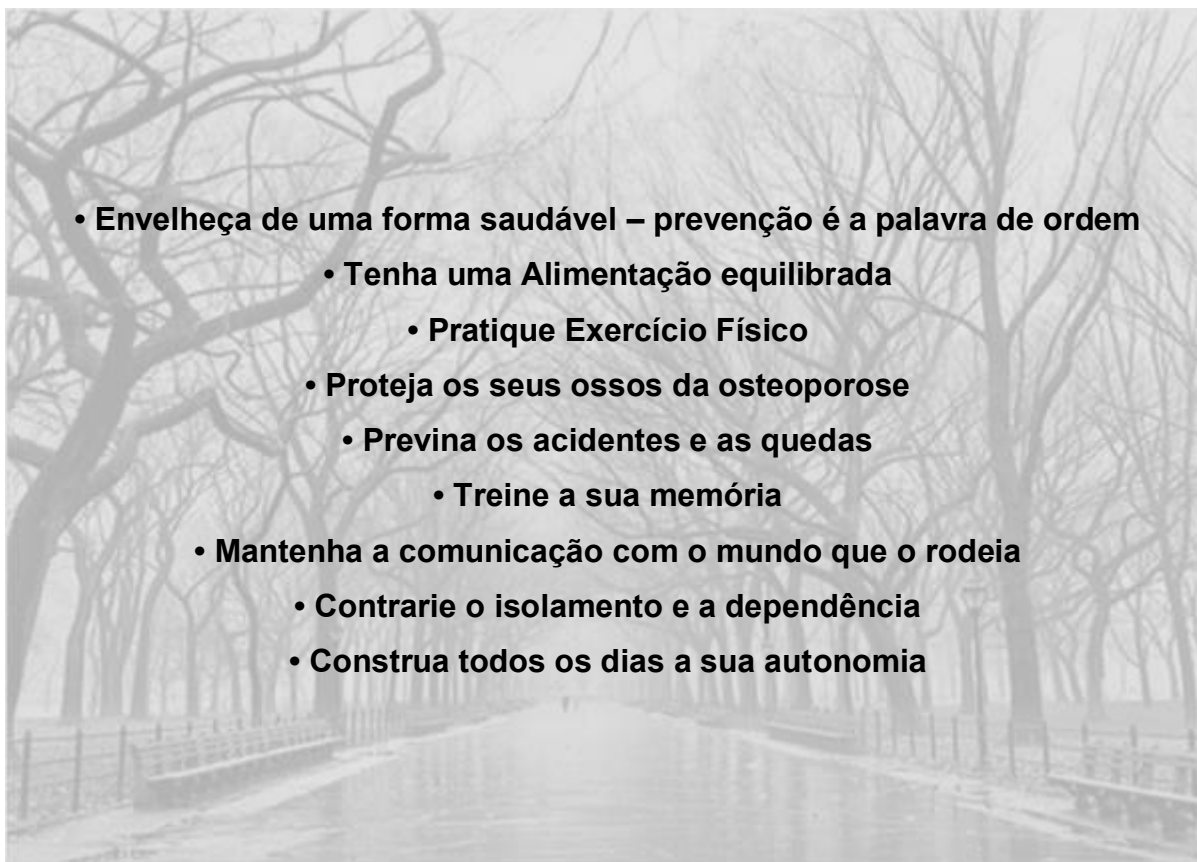 • Envelheça de uma forma saudável – prevenção é a palavra de ordem
• Tenha uma Alimentação equilibrada
• Pratique Exercício Físico
• Proteja os seus ossos da osteoporose
• Previna os acidentes e as quedas
• Treine a sua memória
• Mantenha a comunicação com o mundo que o rodeia
• Contrarie o isolamento e a dependência
• Construa todos os dias a sua autonomia